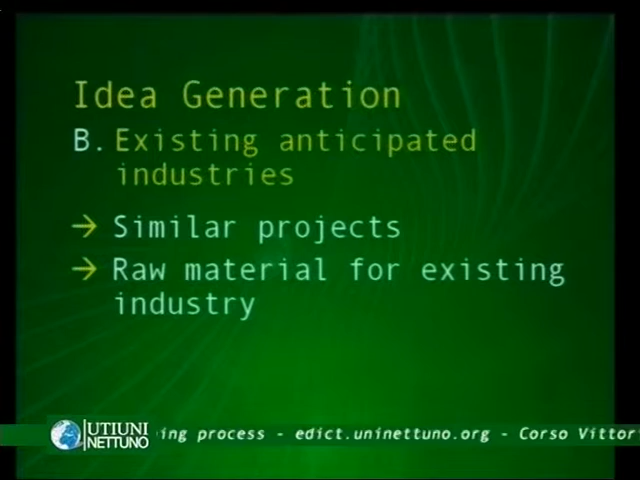 Idea Generation
B. Existing anticipated
industries
→ Similar projects
→ Raw material for existing
industry
UTIUNI
NETTUNO
ing process - edict.uninettuno.org - Corso Vittor